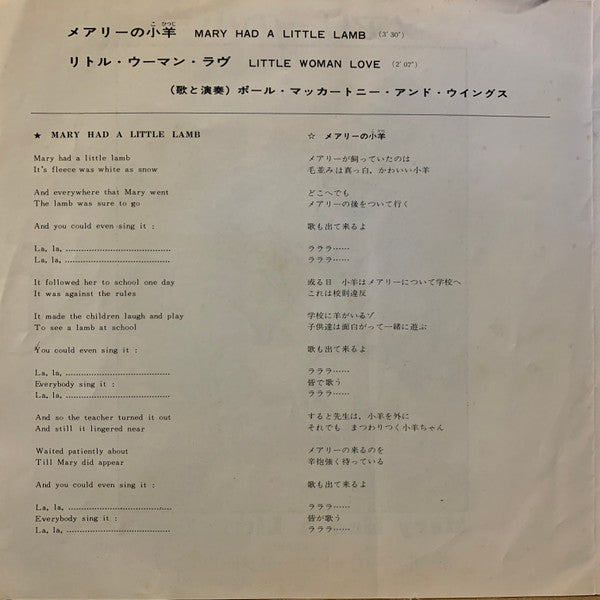 メアリーの小羊 MARY HAD A LITTLE LAMB (3'30")
リトル・ウーマン・ラヴ LITTLE WOMAN LOVE (2'07")
(歌と演奏) ポール・マッカートニー・アンド・ウイングス
★ MARY HAD A LITTLE LAMB
Mary had a little lamb
It's fleece was white as snow
And everywhere that Mary went
The lamb was sure to go
And you could even sing it :
La, la, ..........................................
La, la, ..........................................
It followed her to school one day
It was against the rules
It made the children laugh and play
To see a lamb at school
You could even sing it :
La, la, ..........................................
Everybody sing it :
La, la, ..........................................
And so the teacher turned it out
And still it lingered near
Waited patiently about
Till Mary did appear
And you could even sing it :
La, la, ..........................................
Everybody sing it :
La, la, ..........................................
☆ メアリーの小羊
メアリーが飼っていたのは
毛並みは真っ白、かわいい小羊
どこへでも
メアリーの後をついて行く
歌も出て来るよ
ラララ……
ラララ……
或る日 小羊はメアリーについて学校へ
これは校則違反
学校に羊がいるゾ
子供達は面白がって一緒に遊ぶ
歌も出て来るよ
ラララ……
皆で歌う
ラララ……
すると先生は、小羊を外に
それでも まつわりつく小羊ちゃん
メアリーの来るのを
辛抱強く待っている
歌も出て来るよ
ラララ……
皆が歌う
ラララ……